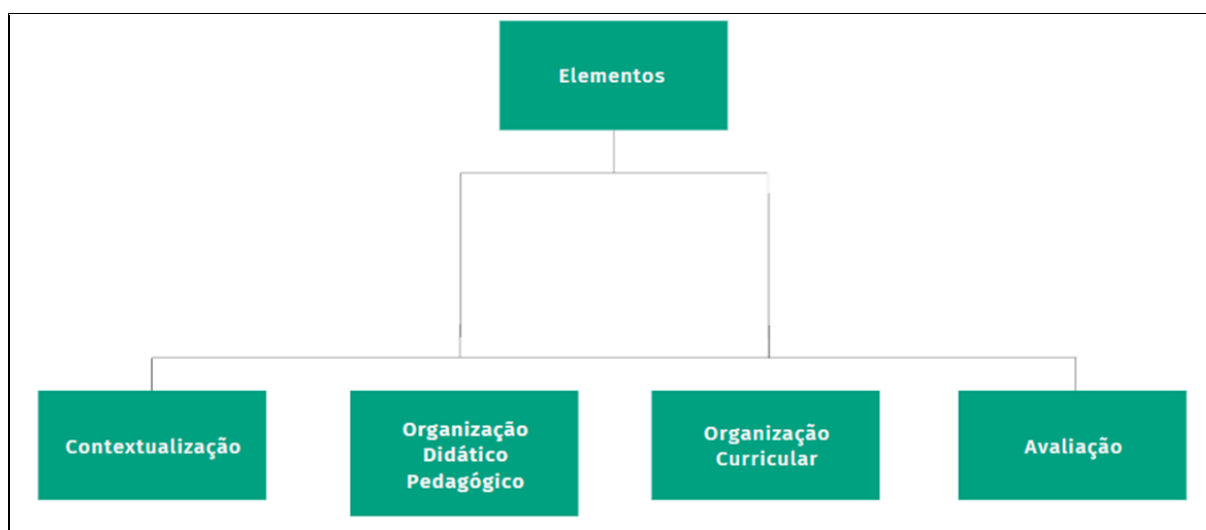 Elementos
Contextualização
Organização
Didático
Pedagógico
Organização
Curricular
Avaliação